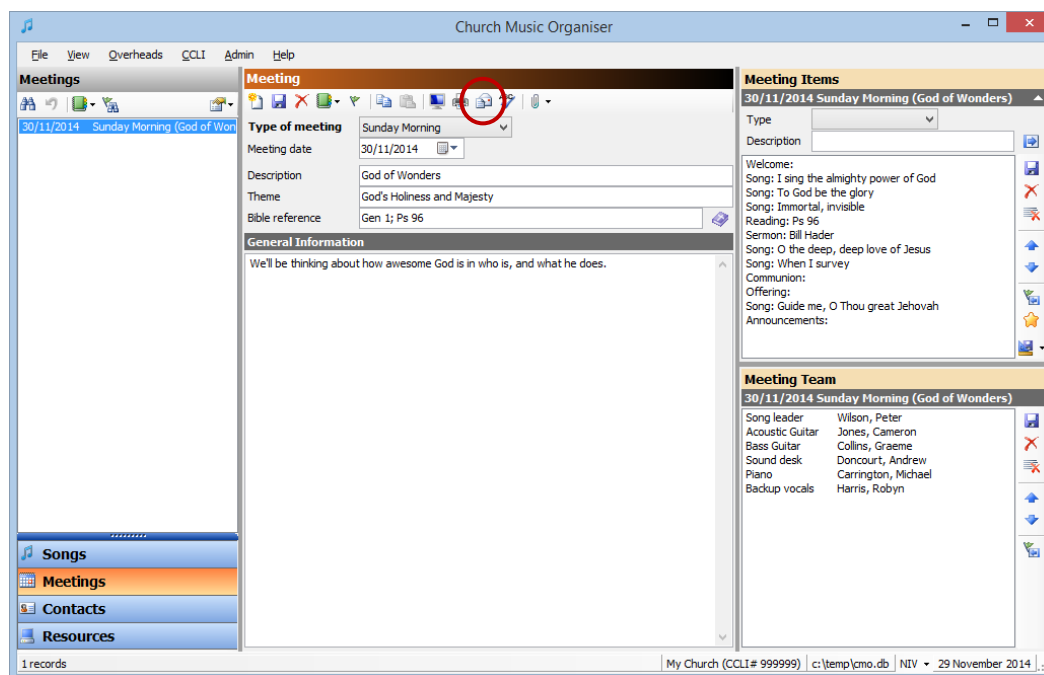 Church Music Organiser
File View Overheads CCLI Admin Help
Meetings
30/11/2014 Sunday Morning (God of Won
Songs
Meetings
Contacts
Resources
Meeting
Type of meeting Sunday Morning
Meeting date 30/11/2014
Description God of Wonders
Theme God's Holiness and Majesty
Bible reference Gen 1; Ps 96
General Information
We'll be thinking about how awesome God is in who is, and what he does.
Meeting Items
30/11/2014 Sunday Morning (God of Wonders)
Type
Description
Welcome:
Song: I sing the almighty power of God
Song: To God be the glory
Song: Immortal, invisible
Reading: Ps 96
Sermon: Bill Hader
Song: O the deep, deep love of Jesus
Song: When I survey
Communion:
Offering:
Song: Guide me, O Thou great Jehovah
Announcements:
Meeting Team
30/11/2014 Sunday Morning (God of Wonders)
Song leader Wilson, Peter
Acoustic Guitar Jones, Cameron
Bass Guitar Collins, Graeme
Sound desk Doncourt, Andrew
Piano Carrington, Michael
Backup vocals Harris, Robyn
1 records My Church (CCLI# 999999) c:\temp\cmo.db NIV 29 November 2014